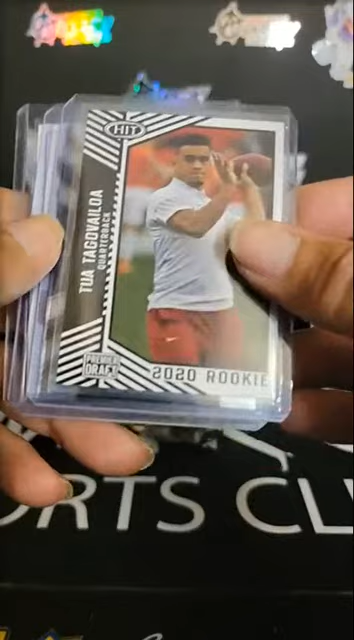 HIT
TUA TAGOVAILOA
QUARTERBACK
PREMIER
DRAFT
2020 ROOKIE
ORTS CL